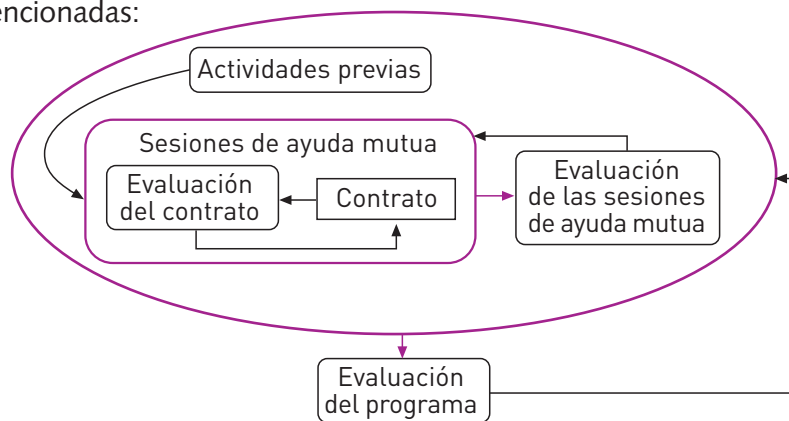 encionadas:
Actividades previas
Sesiones de ayuda mutua
Evaluación
del contrato
Contrato
Evaluación
de las sesiones
de ayuda mutua
Evaluación
del programa